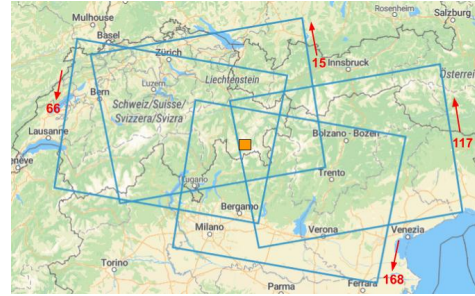 Mulhouse
Rosenheim
Salzburg
Basel
Zürich
15
Innsbruck
Liechtenstein
Österreich
66
Bern
Luzern
Schweiz/Suisse/
Svizzera/Svizra
Bolzano - Bozen
117
Lausanne
Trento
Lugano
Bergamo
Milano
Verona
Venezia
Torino
168
Parma
Ferrara